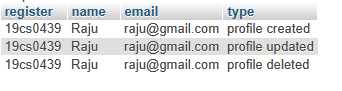 register name email type
19cs0439 Raju raju@gmail.com profile created
19cs0439 Raju raju@gmail.com profile updated
19cs0439 Raju raju@gmail.com profile deleted